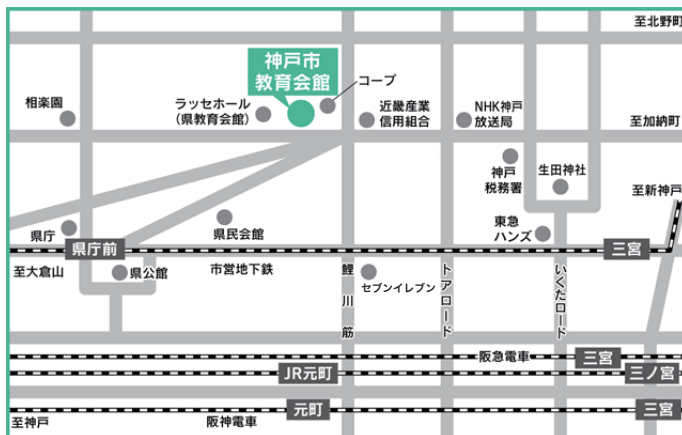 至北野町
神戸市
教育会館
コープ
相楽園
ラッセホール
（県教育会館）
近畿産業
信用組合
NHK神戸
放送局
至加納町
神戸
税務署
生田神社
至新神戸
県庁
県民会館
東急
ハンズ
県庁前
三宮
至大倉山
県公館
市営地下鉄
鯉川筋
セブンイレブン
トアロード
いくたロード
阪急電車
三宮
JR元町
三ノ宮
元町
三宮
至神戸
阪神電車